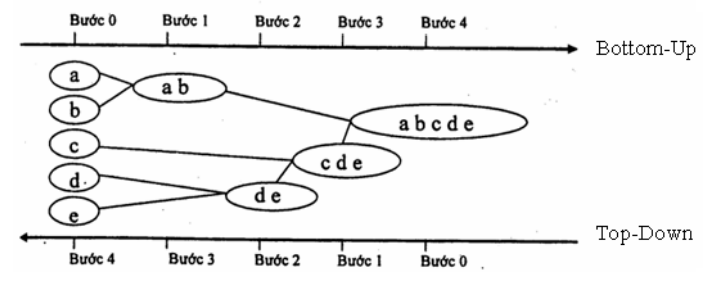 Bước 0 Bước 1 Bước 2 Bước 3 Bước 4
Bottom-Up
a
a b
b
a b c d e
c
c d e
d
d e
e
Top-Down
Bước 4 Bước 3 Bước 2 Bước 1 Bước 0